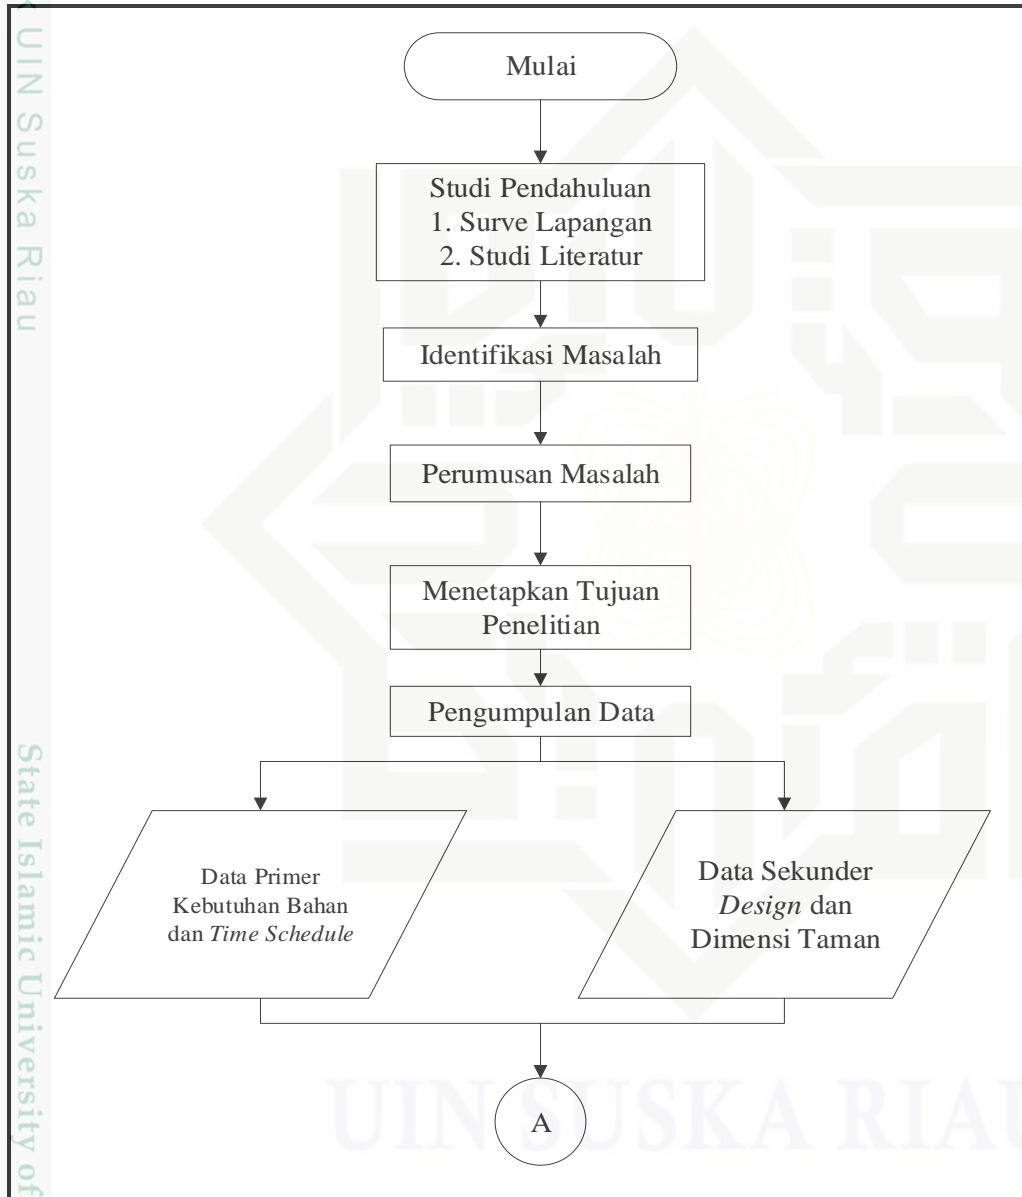 Mulai
Studi Pendahuluan
1. Surve Lapangan
2. Studi Literatur
Identifikasi Masalah
Perumusan Masalah
Menetapkan Tujuan
Penelitian
Pengumpulan Data
Data Primer
Kebutuhan Bahan
dan Time Schedule
Data Sekunder
Design dan
Dimensi Taman
A
UIN Suska Riau
State Islamic University of
UIN SUSKA RIAU